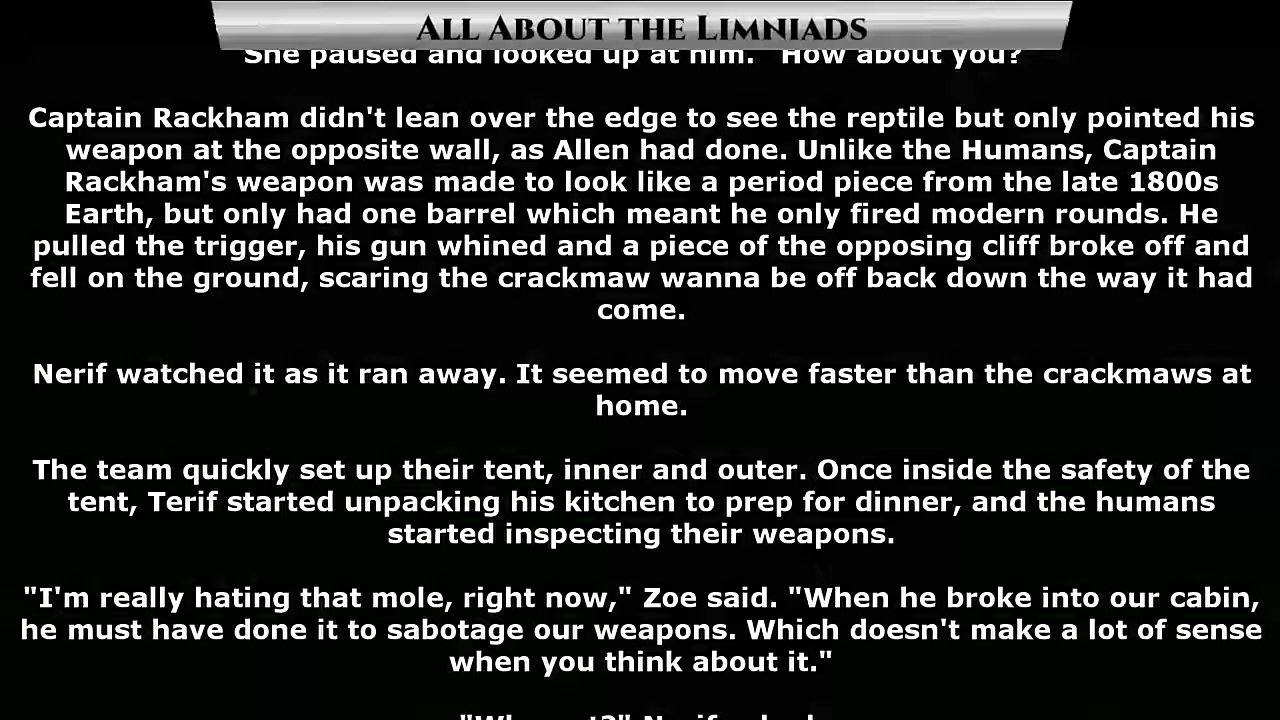 All About the Limniads
She paused and looked up at him. "How about you?
Captain Rackham didn't lean over the edge to see the reptile but only pointed his
weapon at the opposite wall, as Allen had done. Unlike the Humans, Captain
Rackham's weapon was made to look like a period piece from the late 1800s
Earth, but only had one barrel which meant he only fired modern rounds. He
pulled the trigger, his gun whined and a piece of the opposing cliff broke off and
fell on the ground, scaring the crackmaw wanna be off back down the way it had
come.
Nerif watched it as it ran away. It seemed to move faster than the crackmaws at
home.
The team quickly set up their tent, inner and outer. Once inside the safety of the
tent, Terif started unpacking his kitchen to prep for dinner, and the humans
started inspecting their weapons.
"I'm really hating that mole, right now," Zoe said. "When he broke into our cabin,
he must have done it to sabotage our weapons. Which doesn't make a lot of sense
when you think about it."